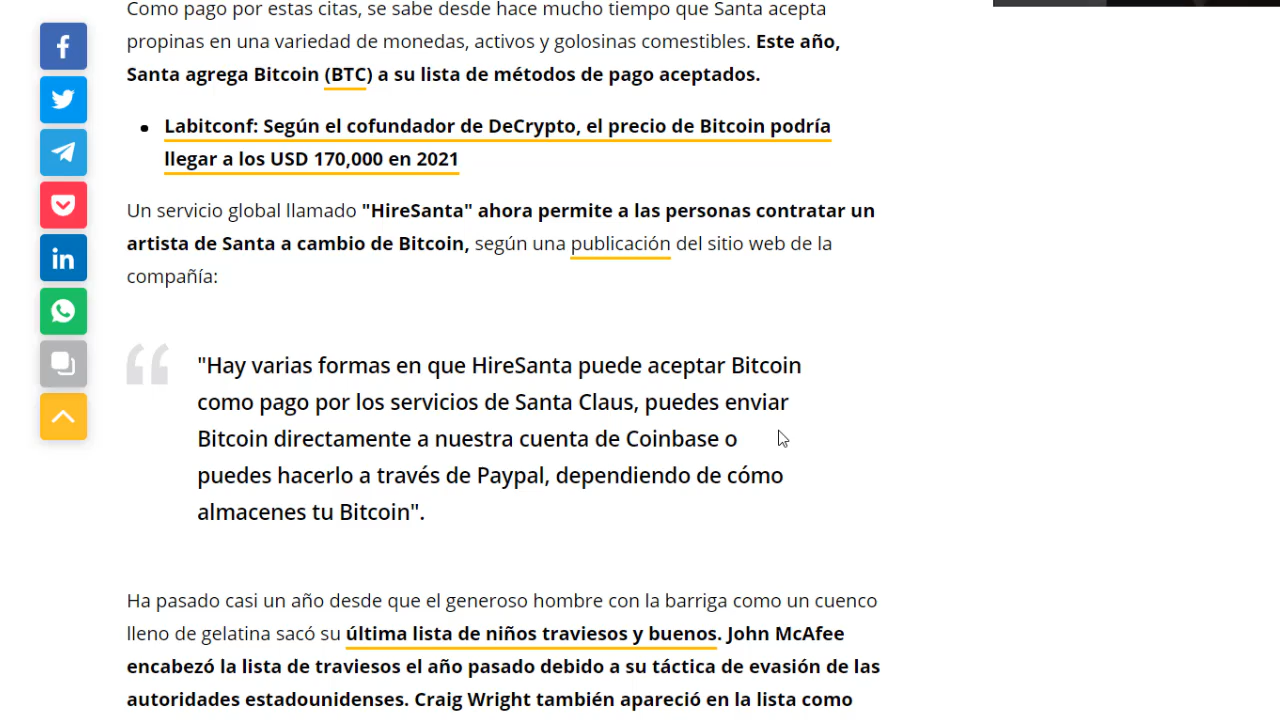 Como pago por estas citas, se sabe desde hace mucho tiempo que Santa acepta
propinas en una variedad de monedas, activos y golosinas comestibles. Este año,
Santa agrega Bitcoin (BTC) a su lista de métodos de pago aceptados.
Labitconf: Según el cofundador de DeCrypto, el precio de Bitcoin podría
llegar a los USD 170,000 en 2021
Un servicio global llamado "HireSanta" ahora permite a las personas contratar un
artista de Santa a cambio de Bitcoin, según una publicación del sitio web de la
compañía:
"Hay varias formas en que HireSanta puede aceptar Bitcoin
como pago por los servicios de Santa Claus, puedes enviar
Bitcoin directamente a nuestra cuenta de Coinbase o
puedes hacerlo a través de Paypal, dependiendo de cómo
almacenes tu Bitcoin".
Ha pasado casi un año desde que el generoso hombre con la barriga como un cuenco
lleno de gelatina sacó su última lista de niños traviesos y buenos. John McAfee
encabezó la lista de traviesos el año pasado debido a su táctica de evasión de las
autoridades estadounidenses. Craig Wright también apareció en la lista como